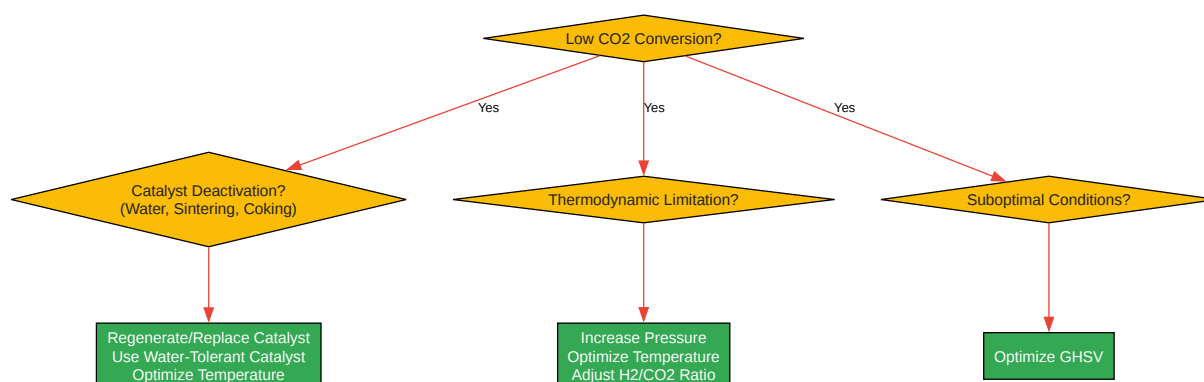 Low CO2 Conversion?
Yes
Yes
Yes
Catalyst Deactivation?
(Water, Sintering, Coking)
Thermodynamic Limitation?
Suboptimal Conditions?
Regenerate/Replace Catalyst
Use Water-Tolerant Catalyst
Optimize Temperature
Increase Pressure
Optimize Temperature
Adjust H2/CO2 Ratio
Optimize GHSV